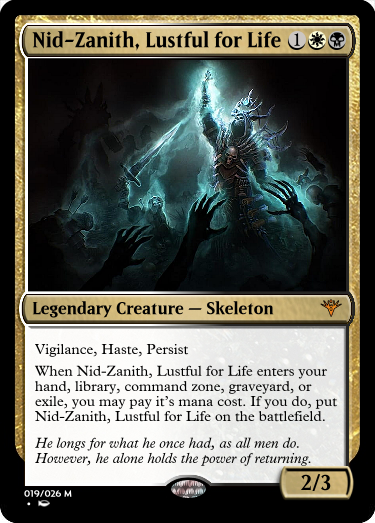 Nid-Zanith, Lustful for Life 1
Legendary Creature — Skeleton
Vigilance, Haste, Persist
When Nid-Zanith, Lustful for Life enters your
hand, library, command zone, graveyard, or
exile, you may pay it's mana cost. If you do, put
Nid-Zanith, Lustful for Life on the battlefield.
He longs for what he once had, as all men do.
However, he alone holds the power of returning.
2/3
019/026 M